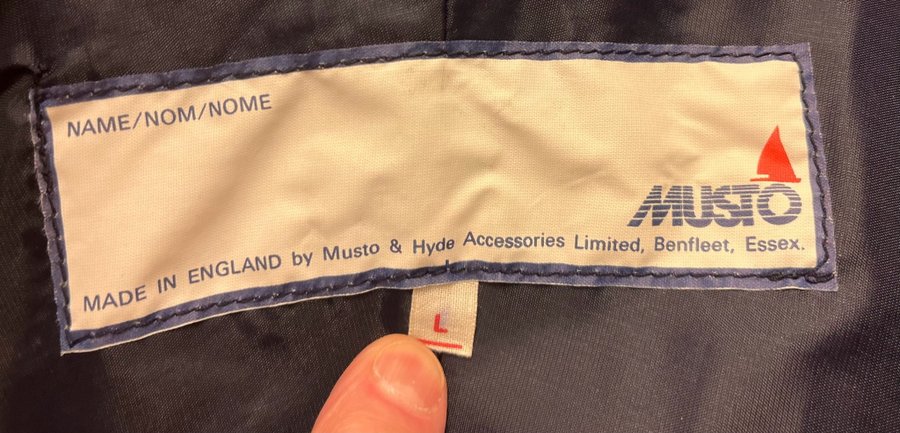 NAME/NOM/NOME
MUSTO
MADE IN ENGLAND by Musto & Hyde Accessories Limited, Benfleet, Essex.
L